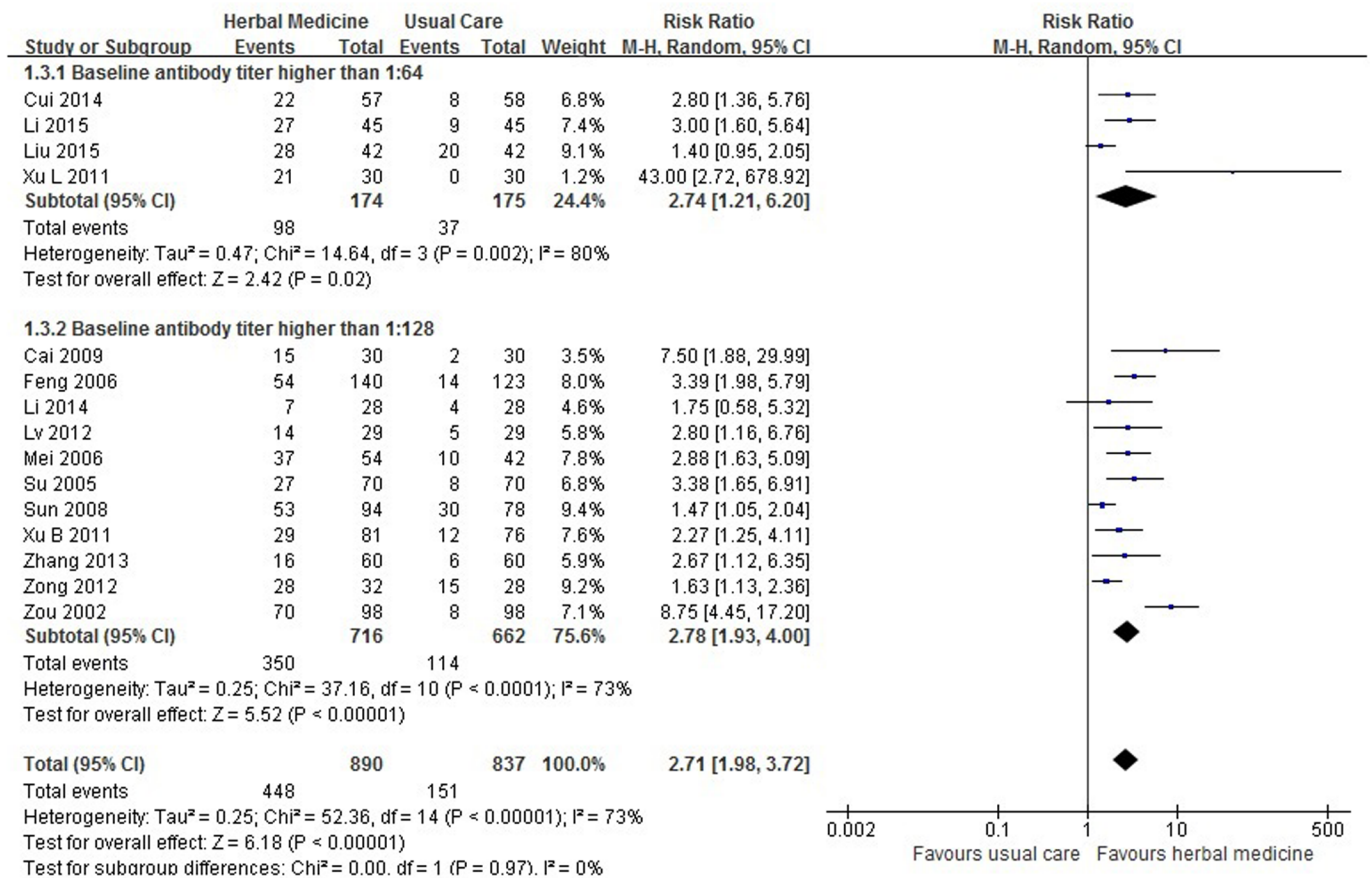 Herbal Medicine Usual Care Risk Ratio Risk Ratio
Study or Subgroup Events Total Events Total Weight M-H, Random, 95% CI M-H, Random, 95% CI
1.3.1 Baseline antibody titer higher than 1:64
Cui 2014 22 57 8 58 6.8% 2.80 [1.36, 5.76]
Li 2015 27 45 9 45 7.4% 3.00 [1.60, 5.64]
Liu 2015 28 42 20 42 9.1% 1.40 [0.95, 2.05]
Xu L 2011 21 30 0 30 1.2% 43.00 [2.72, 678.92]
Subtotal (95% CI) 174 175 24.4% 2.74 [1.21, 6.20]
Total events 98 37
Heterogeneity: Tau² = 0.47; Chi² = 14.64, df = 3 (P = 0.002); I² = 80%
Test for overall effect: Z = 2.42 (P = 0.02)
1.3.2 Baseline antibody titer higher than 1:128
Cai 2009 15 30 2 30 3.5% 7.50 [1.88, 29.99]
Feng 2006 54 140 14 123 8.0% 3.39 [1.98, 5.79]
Li 2014 7 28 4 28 4.6% 1.75 [0.58, 5.32]
Lv 2012 14 29 5 29 5.8% 2.80 [1.16, 6.76]
Mei 2006 37 54 10 42 7.8% 2.88 [1.63, 5.09]
Su 2005 27 70 8 70 6.8% 3.38 [1.65, 6.91]
Sun 2008 53 94 30 78 9.4% 1.47 [1.05, 2.04]
Xu B 2011 29 81 12 76 7.6% 2.27 [1.25, 4.11]
Zhang 2013 16 60 6 60 5.9% 2.67 [1.12, 6.35]
Zong 2012 28 32 15 28 9.2% 1.63 [1.13, 2.36]
Zou 2002 70 98 8 98 7.1% 8.75 [4.45, 17.20]
Subtotal (95% CI) 716 662 75.6% 2.78 [1.93, 4.00]
Total events 350 114
Heterogeneity: Tau² = 0.25; Chi² = 37.16, df = 10 (P < 0.0001); I² = 73%
Test for overall effect: Z = 5.52 (P < 0.00001)
Total (95% CI) 890 837 100.0% 2.71 [1.98, 3.72]
Total events 448 151
Heterogeneity: Tau² = 0.25; Chi² = 52.36, df = 14 (P < 0.00001); I² = 73%
Test for overall effect: Z = 6.18 (P < 0.00001)
Test for subgroup differences: Chi² = 0.00, df = 1 (P = 0.97), I² = 0%
0.002 0.1 1 10 500
Favours usual care Favours herbal medicine